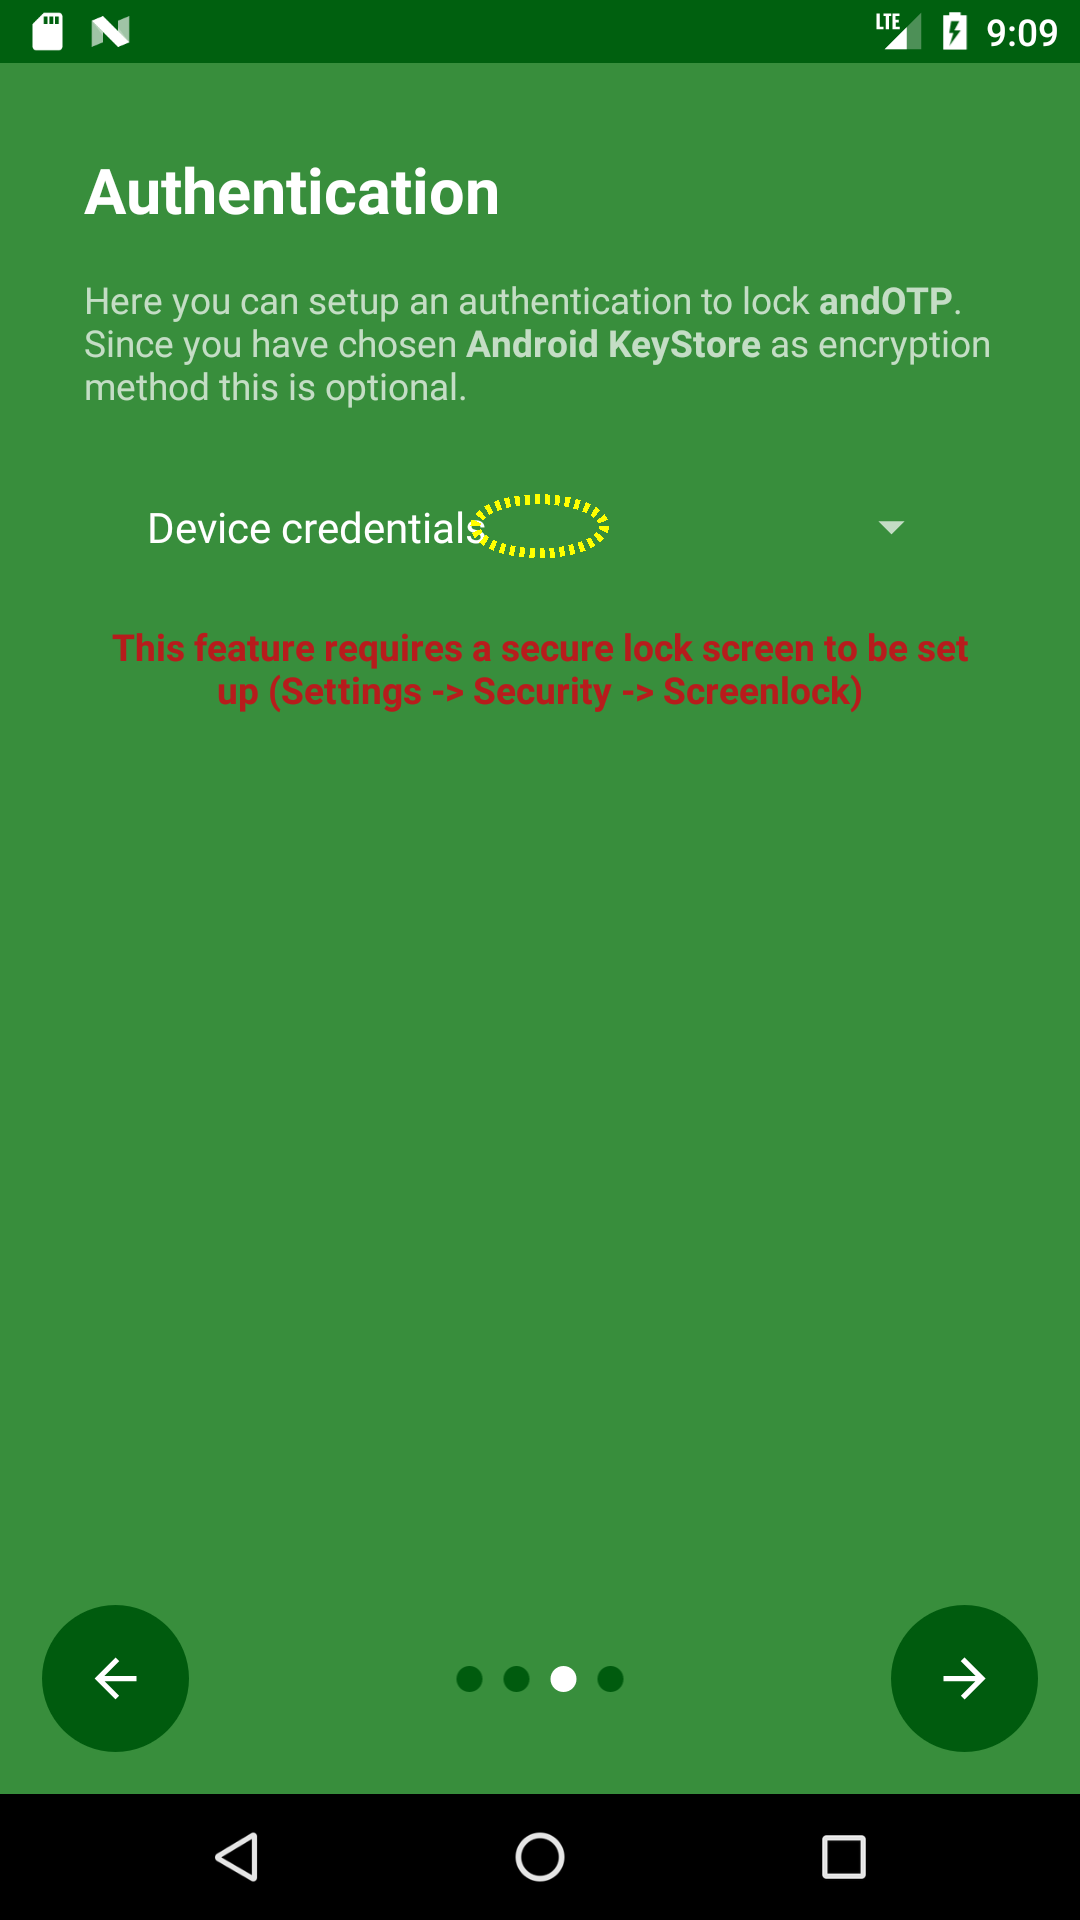 LTE 9:09
Authentication
Here you can setup an authentication to lock andOTP.
Since you have chosen Android KeyStore as encryption
method this is optional.
Device credentials
This feature requires a secure lock screen to be set
up (Settings -> Security -> Screenlock)